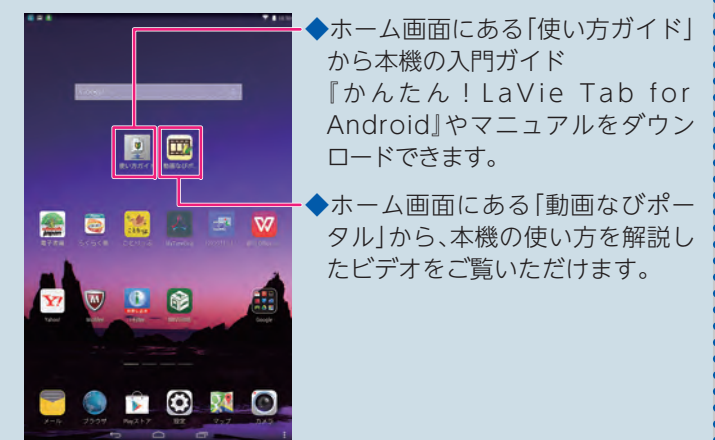 ◆ホーム画面にある「使い方ガイド」
から本機の入門ガイド
『かんたん！LaVie Tab for
Android』やマニュアルをダウン
ロードできます。
◆ホーム画面にある「動画なびポー
タル」から、本機の使い方を解説し
たビデオをご覧いただけます。
Google
使い方ガイド 動画なびポ…
電子書籍
Yahoo! McAfee Google
メール ブラウザ Playストア 設定 マップ カメラ